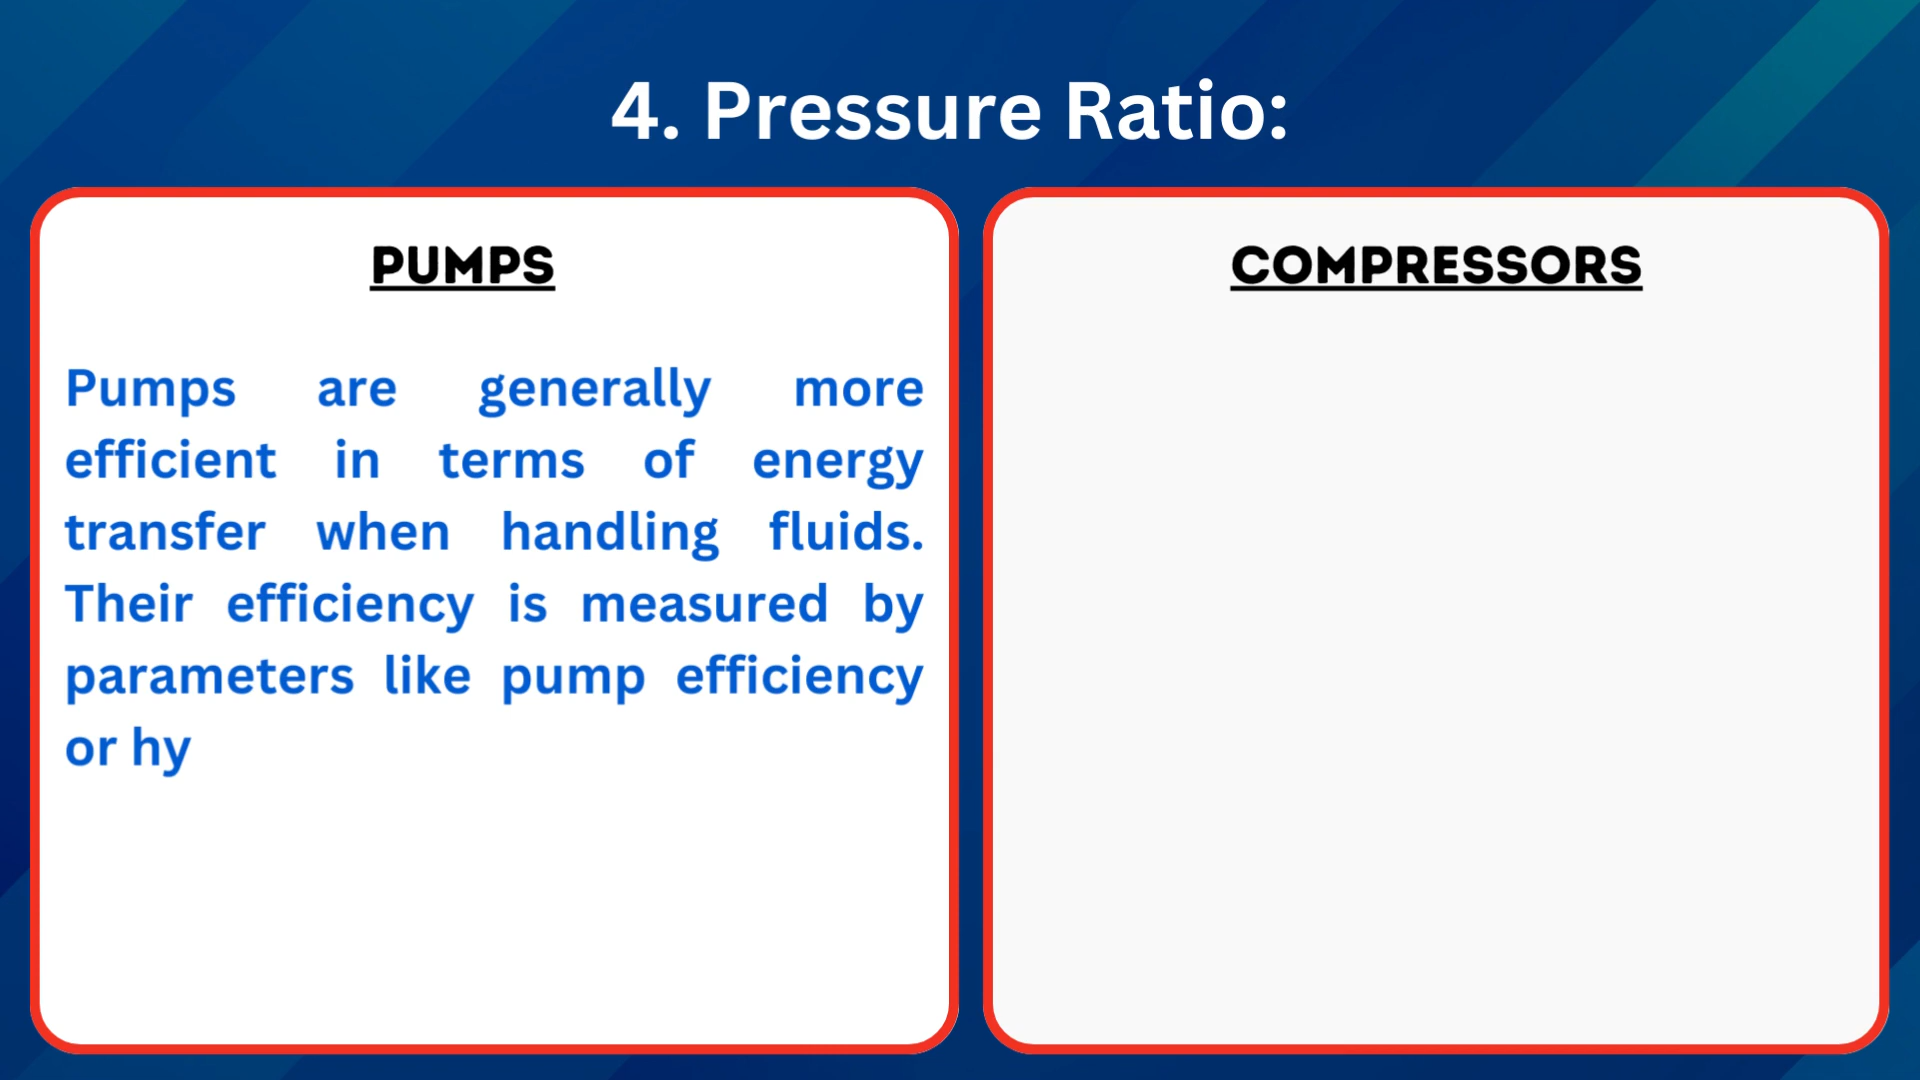 4. Pressure Ratio:
PUMPS
Pumps are generally more
efficient in terms of energy
transfer when handling fluids.
Their efficiency is measured by
parameters like pump efficiency
or hy
COMPRESSORS